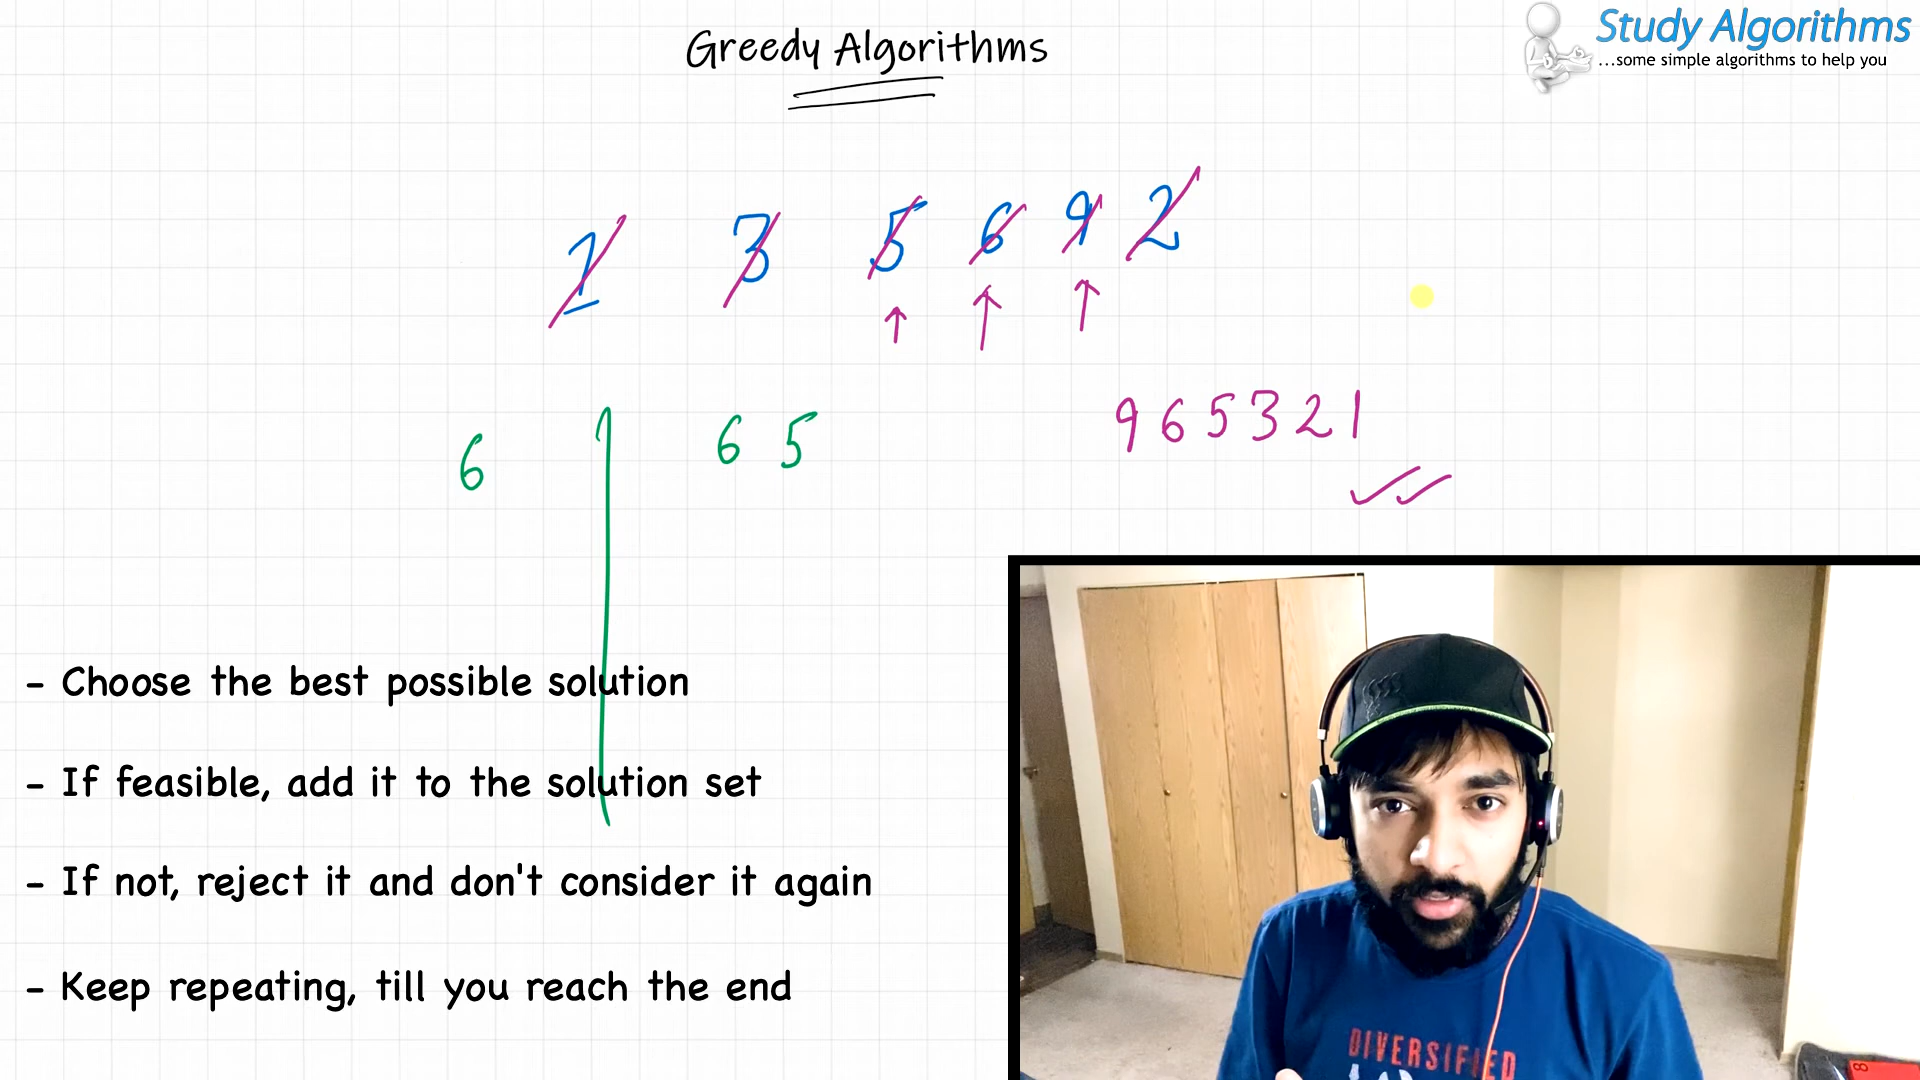 Greedy Algorithms
Study Algorithms
...some simple algorithms to help you
1 3 5 6 9 2
6 6 5
9 6 5 3 2 1
- Choose the best possible solution
- If feasible, add it to the solution set
- If not, reject it and don't consider it again
- Keep repeating, till you reach the end
DIVERSIFIED